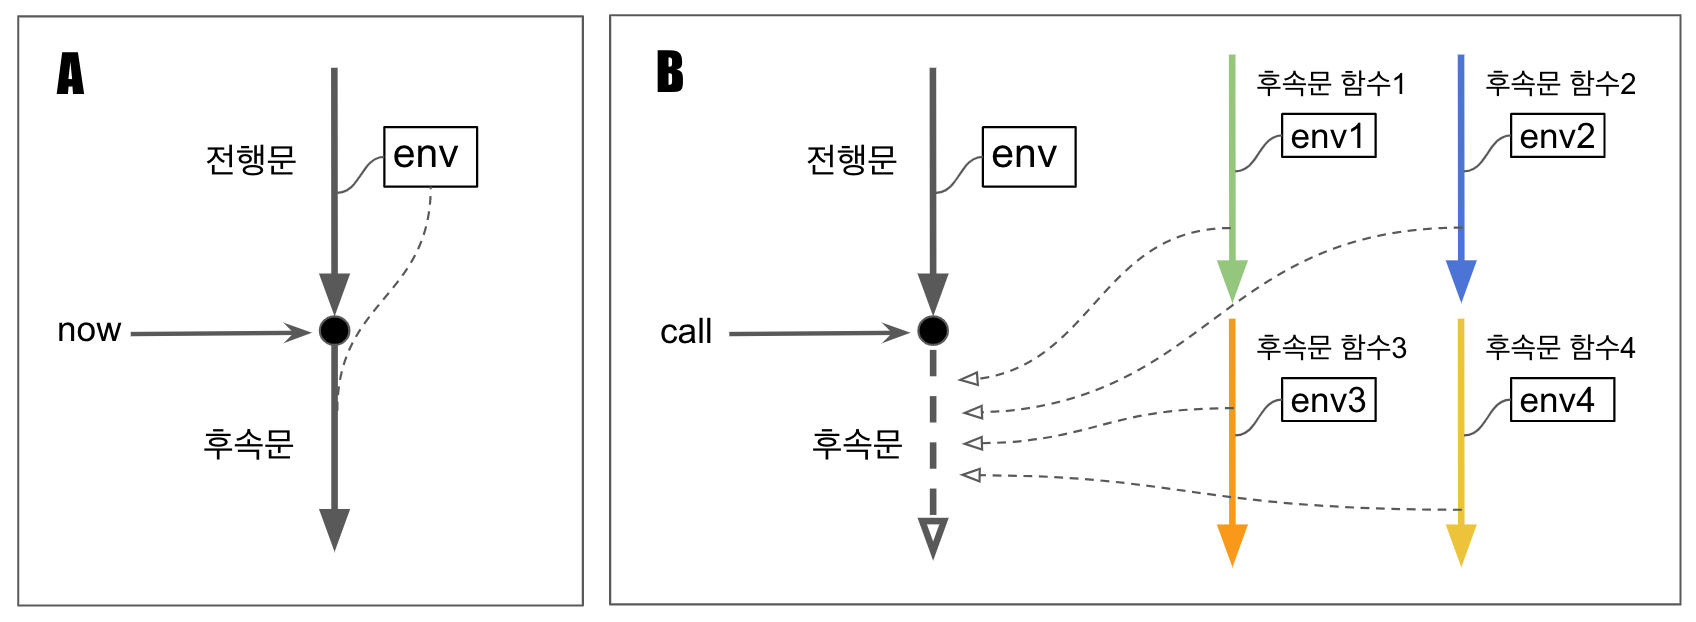 A
전행문
env
now
후속문
B
전행문
env
call
후속문
후속문 함수1
env1
후속문 함수2
env2
후속문 함수3
env3
후속문 함수4
env4